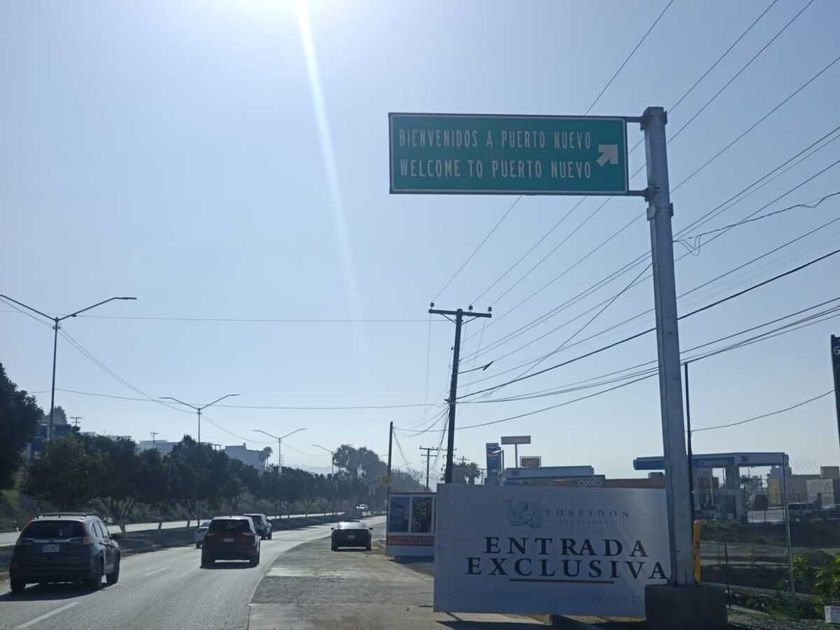 BIENVENIDOS A PUERTO NUEVO
WELCOME TO PUERTO NUEVO
POSEIDON
ENTRADA
EXCLUSIVA